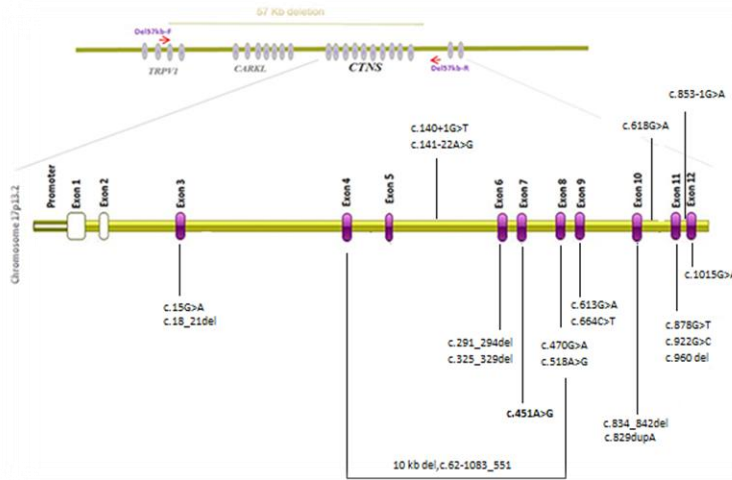 57 Kb deletion
Del57kb-F
TRPV1
CARKL
CTNS
Del57kb-R
c.853-1G>A
c.140+1G>T
c.141-22A>G
c.618G>A
Chromosome 17p13.2
Promoter
Exon 1
Exon 2
Exon 3
Exon 4
Exon 5
Exon 6
Exon 7
Exon 8
Exon 9
Exon 10
Exon 11
Exon 12
c.1015G>A
c.15G>A
c.18_21del
c.291_294del
c.325_329del
c.470G>A
c.518A>G
c.613G>A
c.664C>T
c.878G>T
c.922G>C
c.960 del
c.451A>G
c.834_842del
c.829dupA
10 kb del,c.62-1083_551